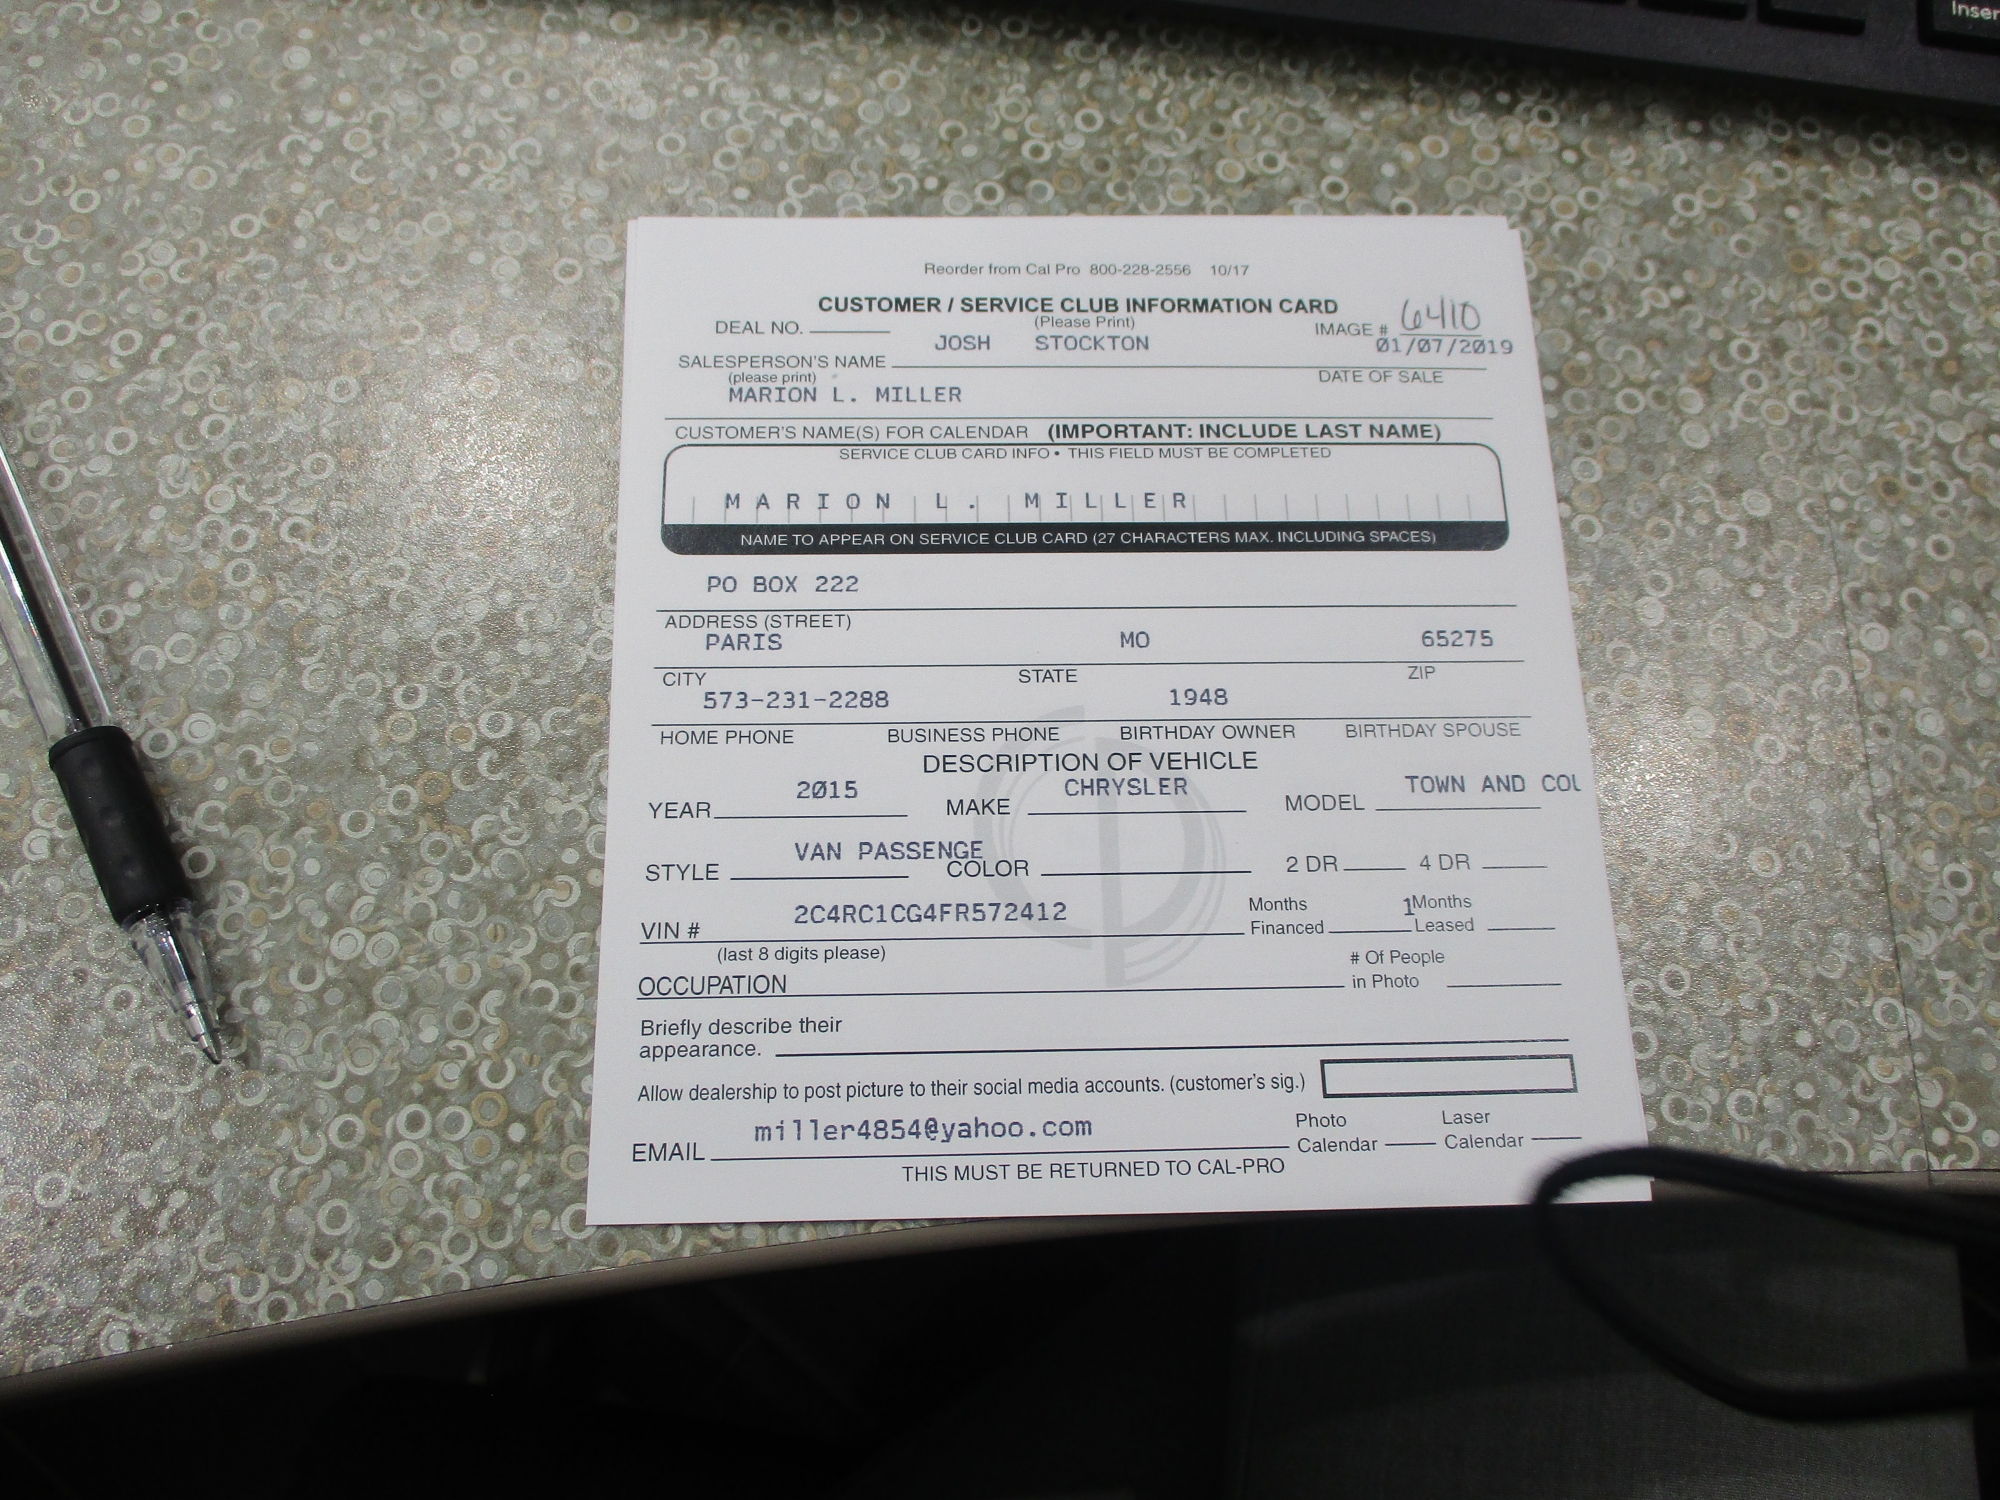 Inser
Reorder from Cal Pro 800-228-2556 10/17
CUSTOMER / SERVICE CLUB INFORMATION CARD
(Please Print)
DEAL NO.
IMAGE # 6410
JOSH STOCKTON
01/07/2019
SALESPERSON'S NAME
(please print)
DATE OF SALE
MARION L. MILLER
CUSTOMER'S NAME(S) FOR CALENDAR (IMPORTANT: INCLUDE LAST NAME)
SERVICE CLUB CARD INFO • THIS FIELD MUST BE COMPLETED
MARION L. MILLER
NAME TO APPEAR ON SERVICE CLUB CARD (27 CHARACTERS MAX. INCLUDING SPACES)
PO BOX 222
ADDRESS (STREET)
PARIS MO 65275
CITY STATE ZIP
573-231-2288 1948
HOME PHONE BUSINESS PHONE BIRTHDAY OWNER BIRTHDAY SPOUSE
DESCRIPTION OF VEHICLE
2015 CHRYSLER TOWN AND COU
YEAR MAKE MODEL
VAN PASSENGE
STYLE COLOR 2 DR 4 DR
2C4RC1CG4FR572412
VIN #
(last 8 digits please)
Months Financed 1 Months Leased
OCCUPATION
# Of People in Photo
Briefly describe their
appearance.
Allow dealership to post picture to their social media accounts. (customer's sig.)
miller4854@yahoo.com
EMAIL
Photo Calendar Laser Calendar
THIS MUST BE RETURNED TO CAL-PRO